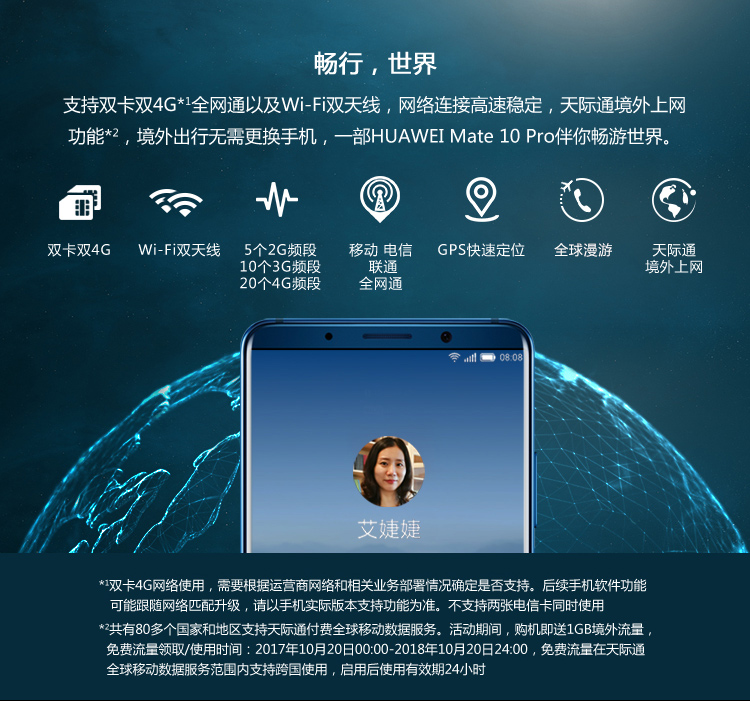 畅行，世界
支持双卡双4G*1全网通以及Wi-Fi双天线，网络连接高速稳定，天际通境外上网
功能*2，境外出行无需更换手机，一部HUAWEI Mate 10 Pro伴你畅游世界。
双卡双4G
Wi-Fi双天线
5个2G频段
10个3G频段
20个4G频段
移动 电信
联通
全网通
GPS快速定位
全球漫游
天际通
境外上网
08:08
艾婕婕
*1双卡4G网络使用，需要根据运营商网络和相关业务部署情况确定是否支持。后续手机软件功能
可能跟随网络匹配升级，请以手机实际版本支持功能为准。不支持两张电信卡同时使用
*2共有80多个国家和地区支持天际通付费全球移动数据服务。活动期间，购机即送1GB境外流量，
免费流量领取/使用时间：2017年10月20日00:00-2018年10月20日24:00，免费流量在天际通
全球移动数据服务范围内支持跨国使用，启用后使用有效期24小时